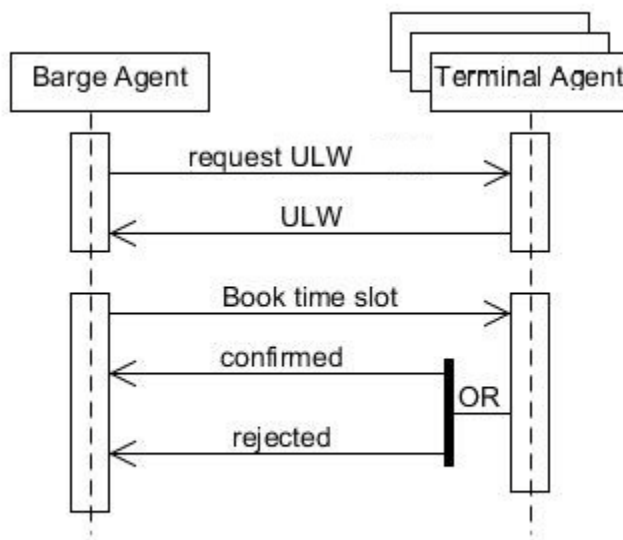 Barge Agent
Terminal Agent
request ULW
ULW
Book time slot
confirmed
OR
rejected